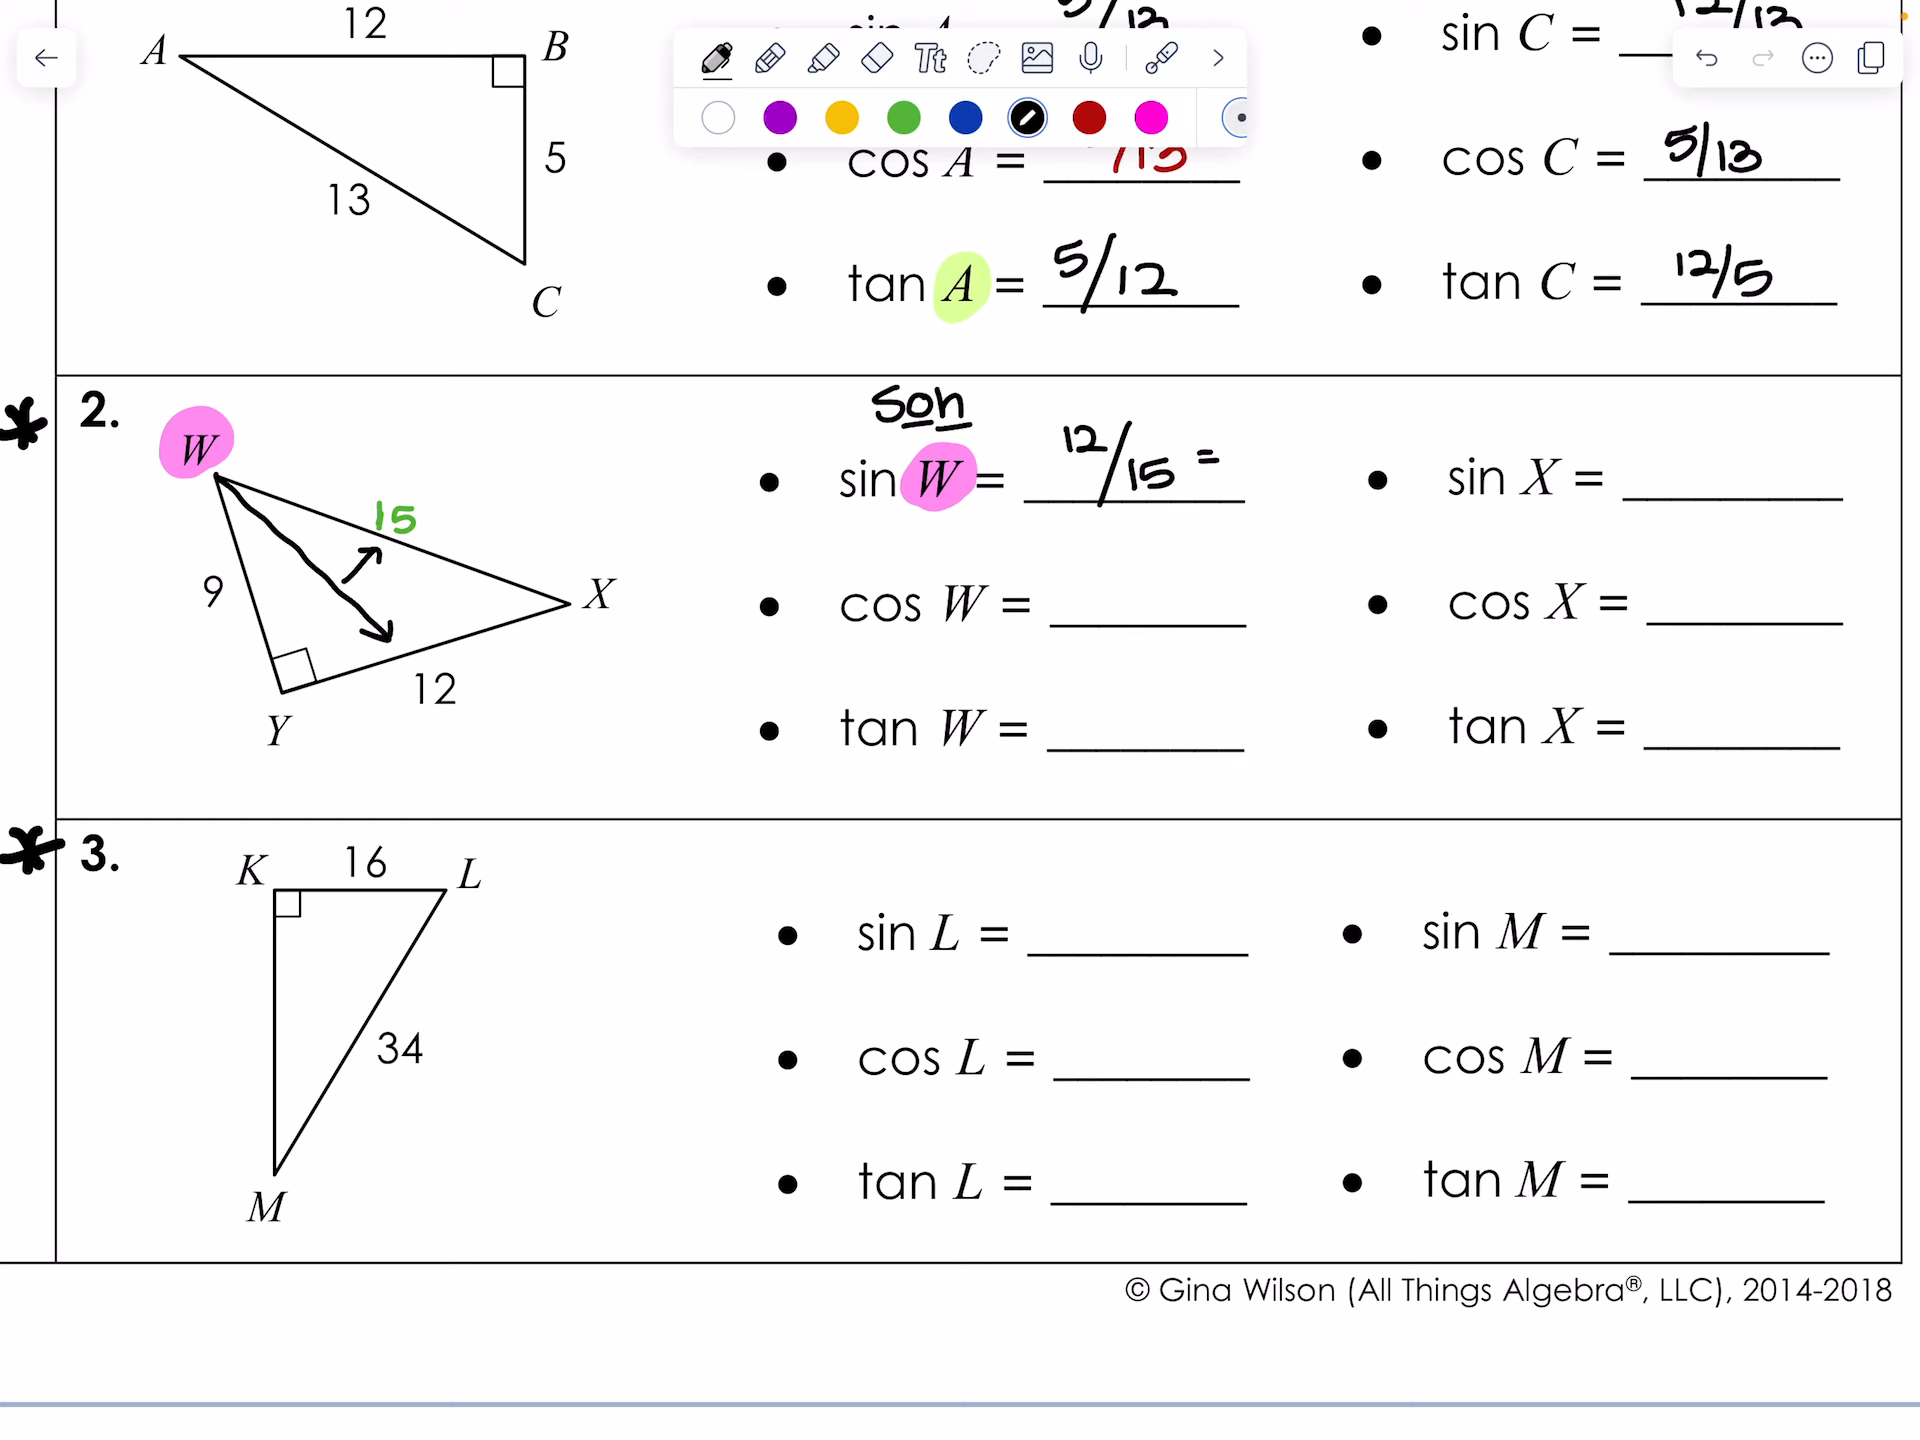 12
A
B
5
13
C
sin C =
cos A = /13
cos C = 5/13
tan A = 5/12
tan C = 12/5
Tt
2.
W
15
9
X
12
Y
Soh
sin W = 12/15 =
sin X =
cos W =
cos X =
tan W =
tan X =
3.
K
16
L
34
M
sin L =
sin M =
cos L =
cos M =
tan L =
tan M =
© Gina Wilson (All Things Algebra®, LLC), 2014-2018